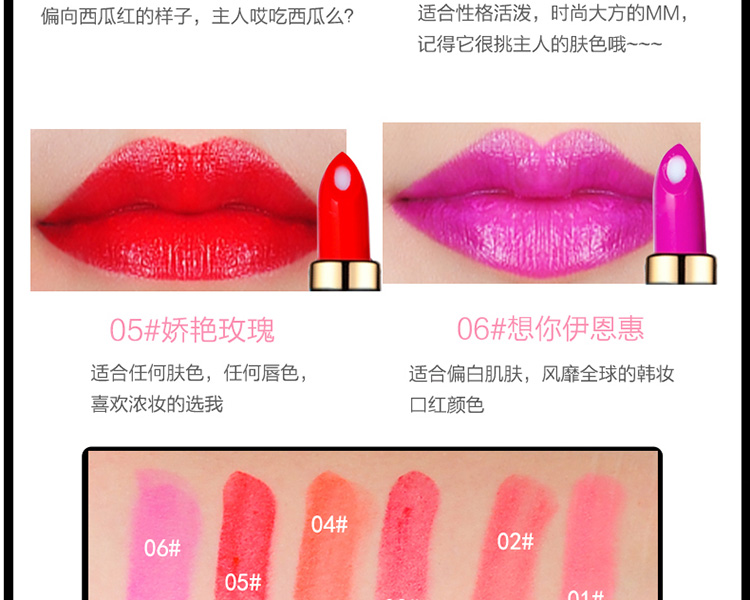 偏向西瓜红的样子，主人哎吃西瓜么?
适合性格活泼，时尚大方的MM，
记得它很挑主人的肤色哦~~~
05#娇艳玫瑰
适合任何肤色，任何唇色，
喜欢浓妆的选我
06#想你伊恩惠
适合偏白肌肤，风靡全球的韩妆
口红颜色
04#
02#
06#
05#
01#